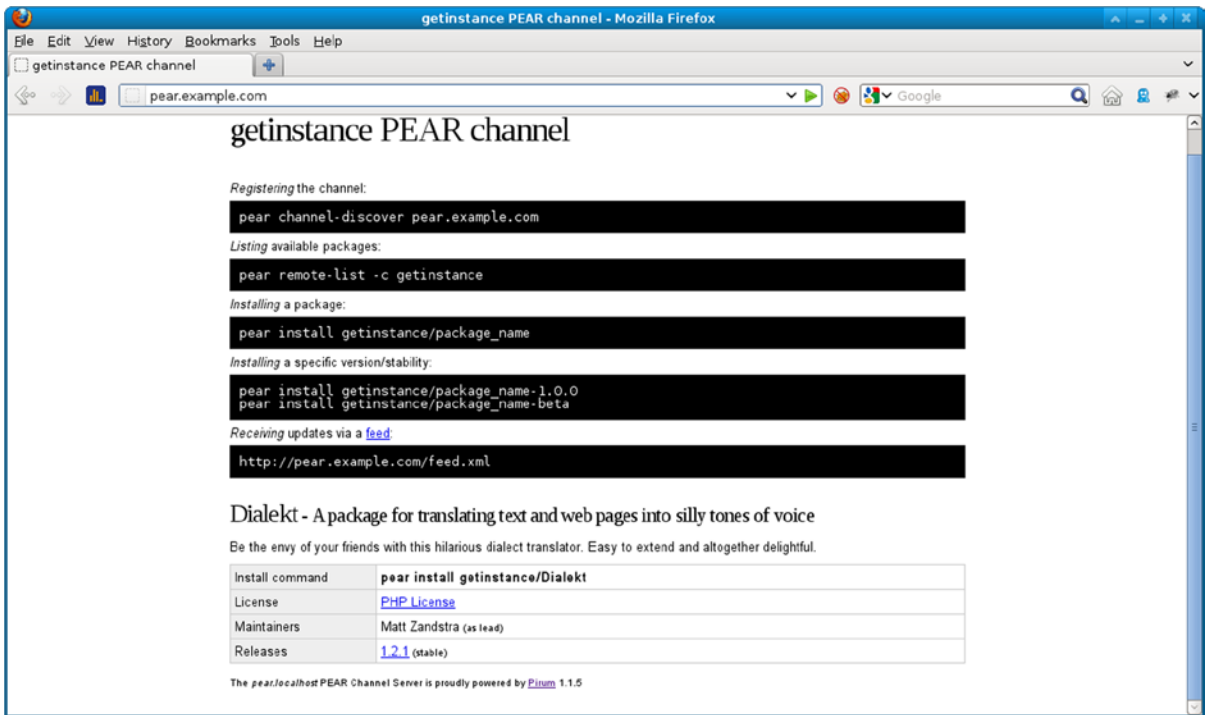 getinstance PEAR channel - Mozilla Firefox
File Edit View History Bookmarks Tools Help
getinstance PEAR channel
pear.example.com Google
getinstance PEAR channel
Registering the channel:
pear channel-discover pear.example.com
Listing available packages:
pear remote-list -c getinstance
Installing a package:
pear install getinstance/package_name
Installing a specific version/stability:
pear install getinstance/package_name-1.0.0
pear install getinstance/package_name-beta
Receiving updates via a feed:
http://pear.example.com/feed.xml
Dialekt - A package for translating text and web pages into silly tones of voice
Be the envy of your friends with this hilarious dialect translator. Easy to extend and altogether delightful.
Install command pear install getinstance/Dialekt
License PHP License
Maintainers Matt Zandstra (as lead)
Releases 1.2.1 (stable)
The pear.localhost PEAR Channel Server is proudly powered by Pirum 1.1.5